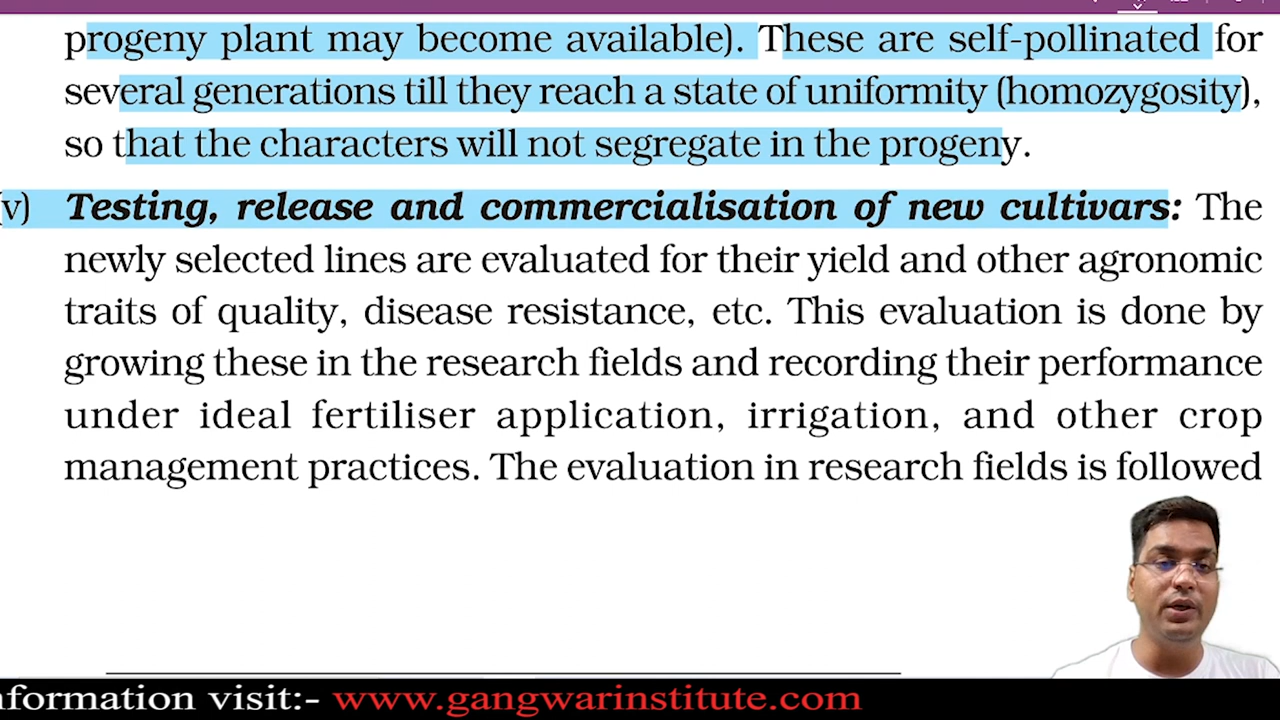 progeny plant may become available). These are self-pollinated for
several generations till they reach a state of uniformity (homozygosity),
so that the characters will not segregate in the progeny.
v) Testing, release and commercialisation of new cultivars: The
newly selected lines are evaluated for their yield and other agronomic
traits of quality, disease resistance, etc. This evaluation is done by
growing these in the research fields and recording their performance
under ideal fertiliser application, irrigation, and other crop
management practices. The evaluation in research fields is followed
nformation visit:- www.gangwarinstitute.com